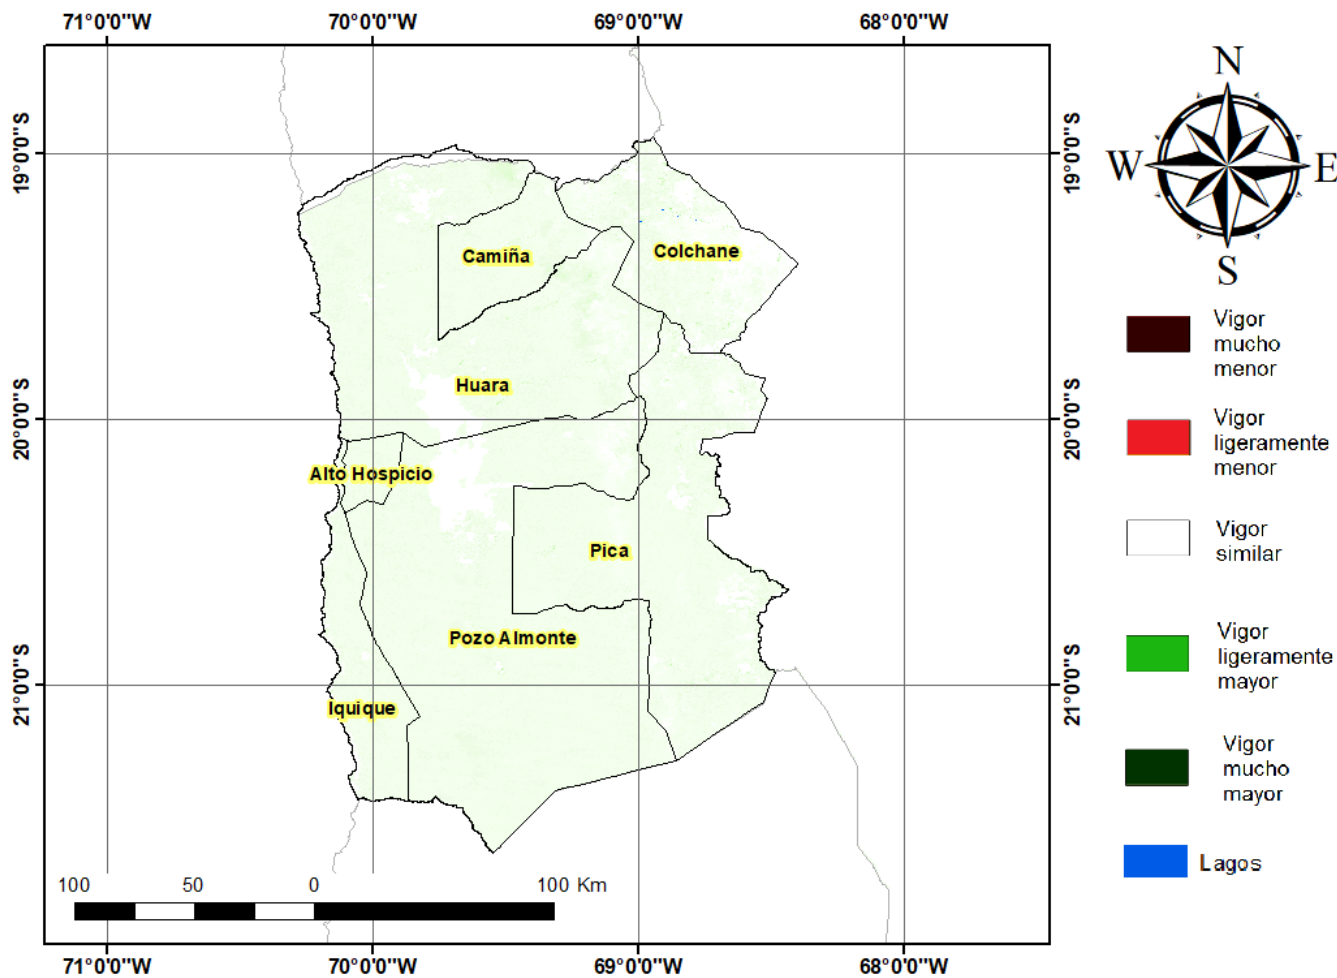 71°0'0"W 70°0'0"W 69°0'0"W 68°0'0"W
19°0'0"S
20°0'0"S
21°0'0"S
Camiña
Colchane
Huara
Alto Hospicio
Pica
Pozo Almonte
Iquique
19°0'0"S
20°0'0"S
21°0'0"S
100 50 0 100 Km
71°0'0"W 70°0'0"W 69°0'0"W 68°0'0"W
N
W E
S
Vigor
mucho
menor
Vigor
ligeramente
menor
Vigor
similar
Vigor
ligeramente
mayor
Vigor
mucho
mayor
Lagos